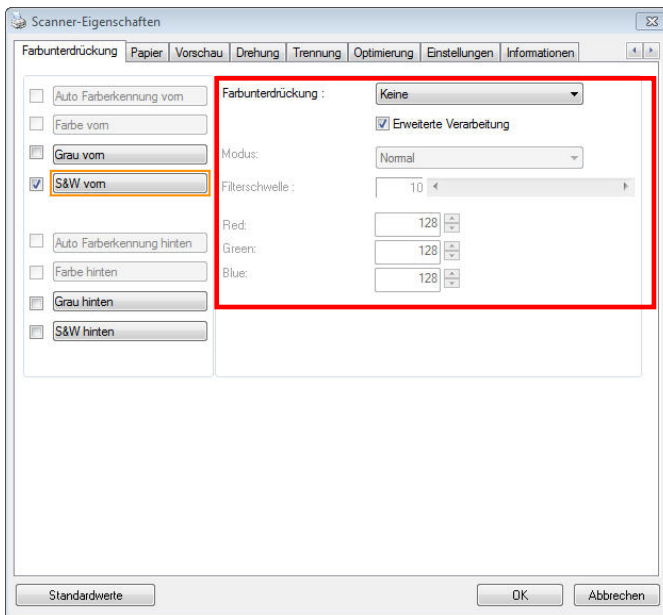 Scanner-Eigenschaften
Farbunterdrückung Papier Vorschau Drehung Trennung Optimierung Einstellungen Informationen
Auto Farberkennung vorn
Farbe vorn
Grau vorn
S&W vorn
Auto Farberkennung hinten
Farbe hinten
Grau hinten
S&W hinten
Farbunterdrückung : Keine
Erweiterte Verarbeitung
Modus: Normal
Filterschwelle : 10
Red: 128
Green: 128
Blue: 128
Standardwerte OK Abbrechen